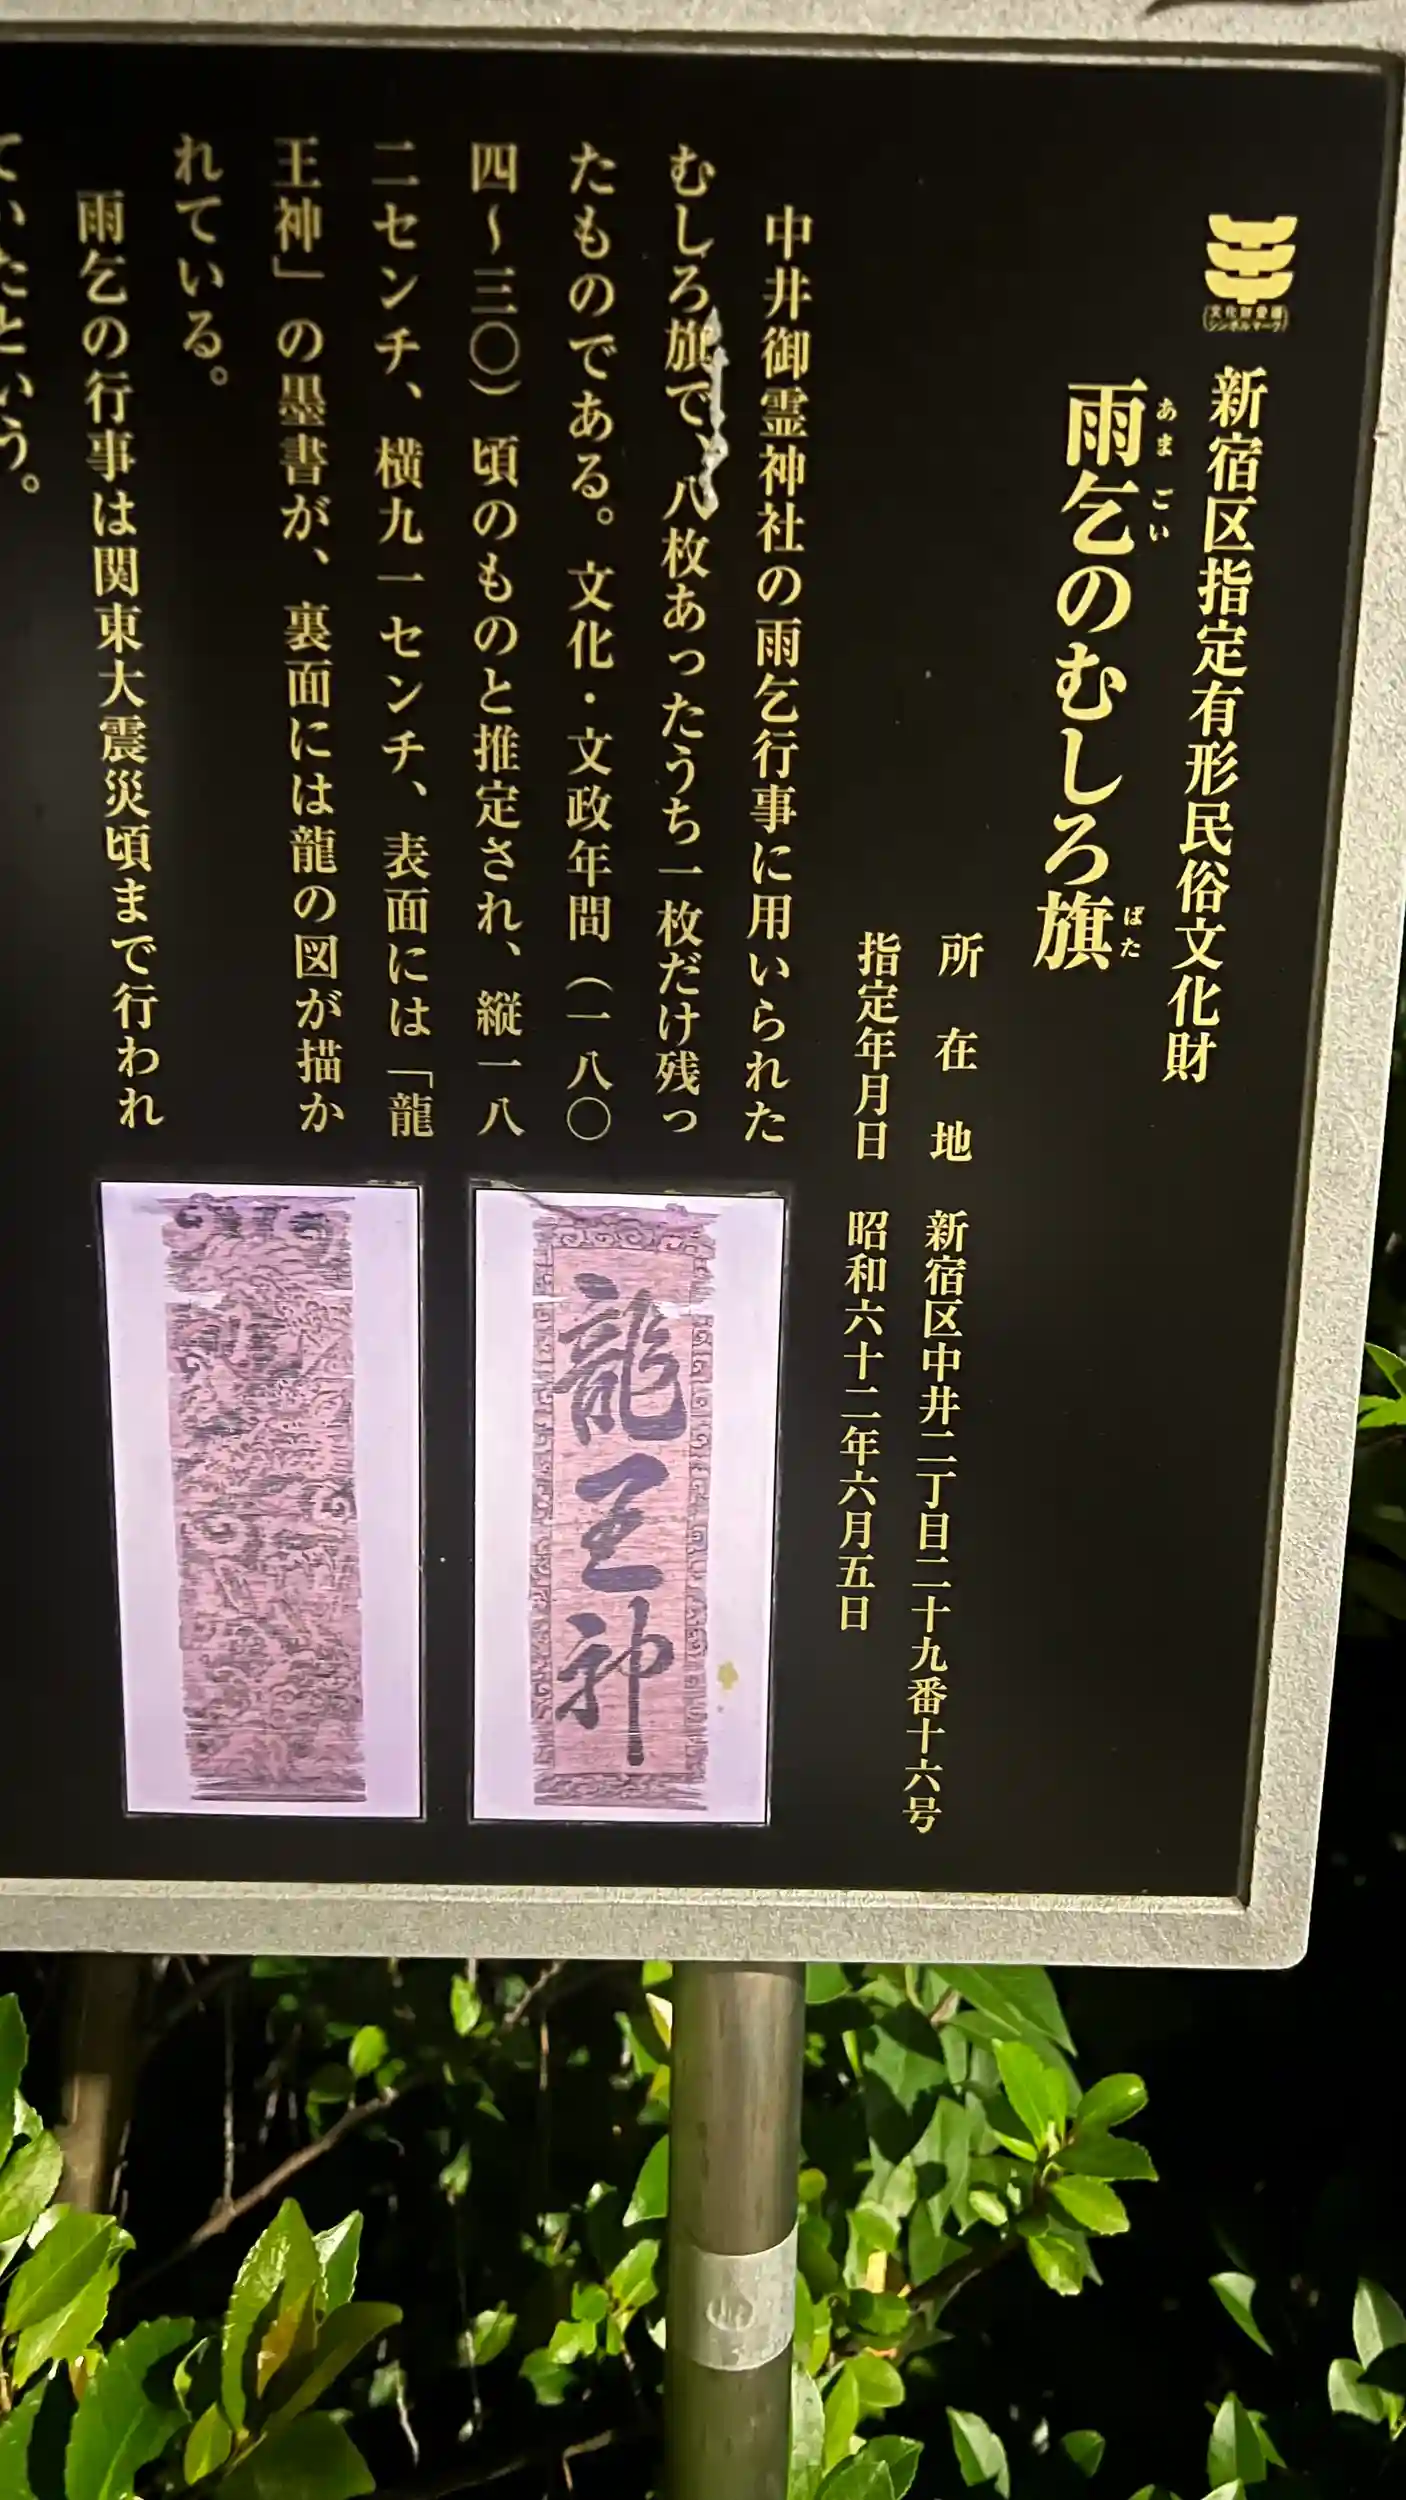 文化財愛護
シンボルマーク
新宿区指定有形民俗文化財
雨乞のむしろ旗
あま ごい
ばた
所在地 新宿区中井二丁目二十九番十六号
指定年月日 昭和六十二年六月五日
中井御霊神社の雨乞行事に用いられた
むしろ旗で、八枚あったうち一枚だけ残っ
たものである。文化・文政年間（一八〇
四〜三〇）頃のものと推定され、縦一八
二センチ、横九一センチ、表面には「龍
王神」の墨書が、裏面には龍の図が描か
れている。
雨乞の行事は関東大震災頃まで行われ
ていたという。
龍王神